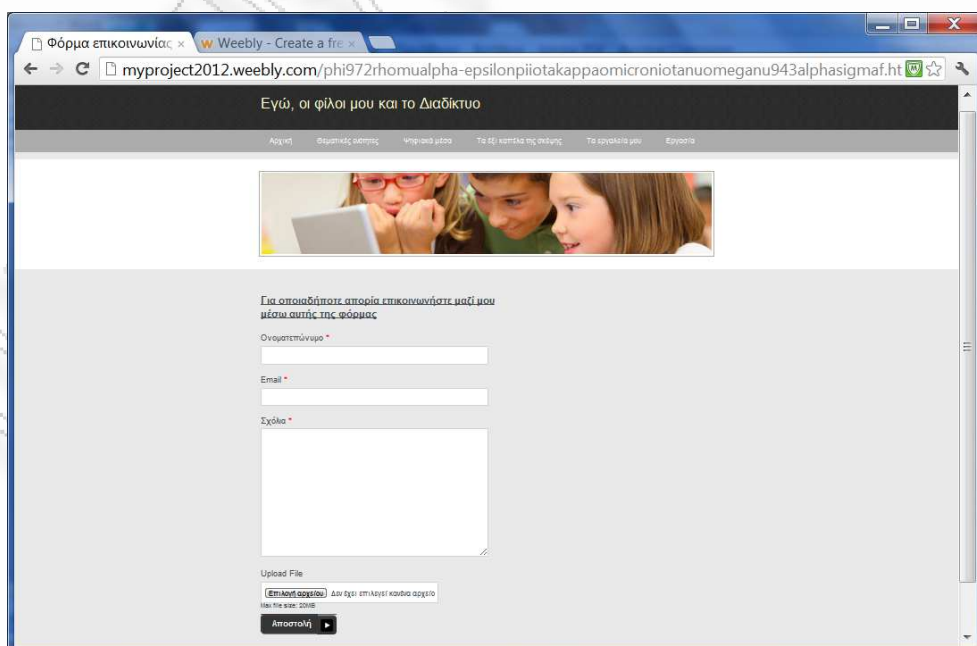 Φόρμα επικοινωνίας
Weebly - Create a fre
myproject2012.weebly.com/phi972rhomualpha-epsilonpiiotakappaomicroniotanuomeganu943alphasigmaf.ht
Εγώ, οι φίλοι μου και το Διαδίκτυο
Αρχική Θεματικές ενότητες Ψηφιακά μέσα Τα έξι καπέλα της σκέψης Τα εργαλεία μου Εργασία
Για οποιαδήποτε απορία επικοινωνήστε μαζί μου
μέσω αυτής της φόρμας
Ονοματεπώνυμο *
Email *
Σχόλια *
Upload File
Επιλογή αρχείου Δεν έχει επιλεγεί κανένα αρχείο
Max file size: 20MB
Αποστολή